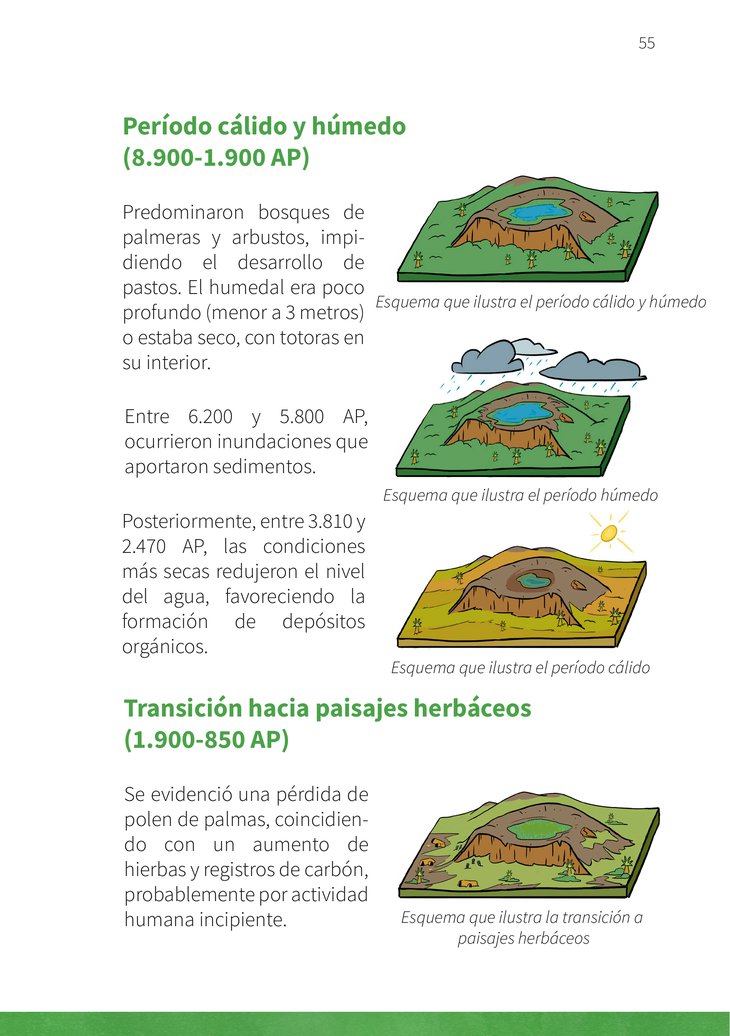 55
Período cálido y húmedo
(8.900-1.900 AP)
Predominaron bosques de
palmeras y arbustos, impi-
diendo el desarrollo de
pastos. El humedal era poco
profundo (menor a 3 metros)
o estaba seco, con totoras en
su interior.
Esquema que ilustra el período cálido y húmedo
Entre 6.200 y 5.800 AP,
ocurrieron inundaciones que
aportaron sedimentos.
Esquema que ilustra el período húmedo
Posteriormente, entre 3.810 y
2.470 AP, las condiciones
más secas redujeron el nivel
del agua, favoreciendo la
formación de depósitos
orgánicos.
Esquema que ilustra el período cálido
Transición hacia paisajes herbáceos
(1.900-850 AP)
Se evidenció una pérdida de
polen de palmas, coincidien-
do con un aumento de
hierbas y registros de carbón,
probablemente por actividad
humana incipiente.
Esquema que ilustra la transición a
paisajes herbáceos